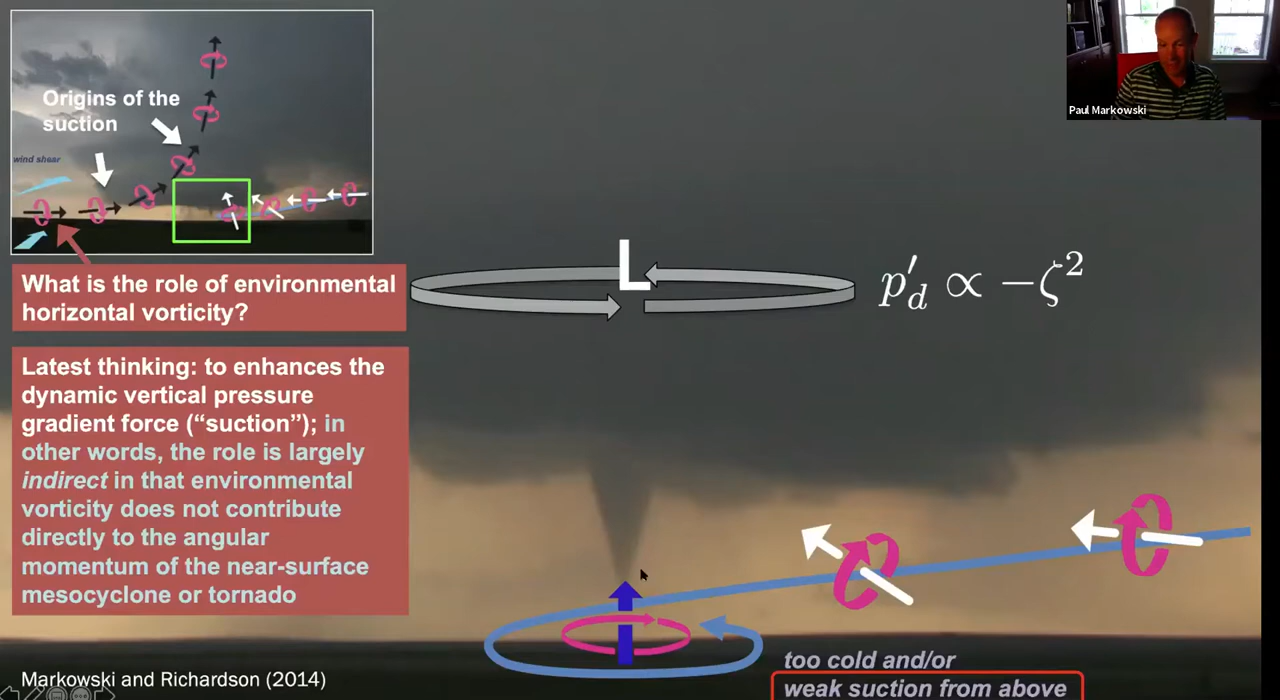 Origins of the
suction
wind shear
Paul Markowski
What is the role of environmental
horizontal vorticity?
L
p′d ∝ −ζ²
Latest thinking: to enhances the
dynamic vertical pressure
gradient force (“suction”); in
other words, the role is largely
indirect in that environmental
vorticity does not contribute
directly to the angular
momentum of the near-surface
mesocyclone or tornado
too cold and/or
weak suction from above
Markowski and Richardson (2014)